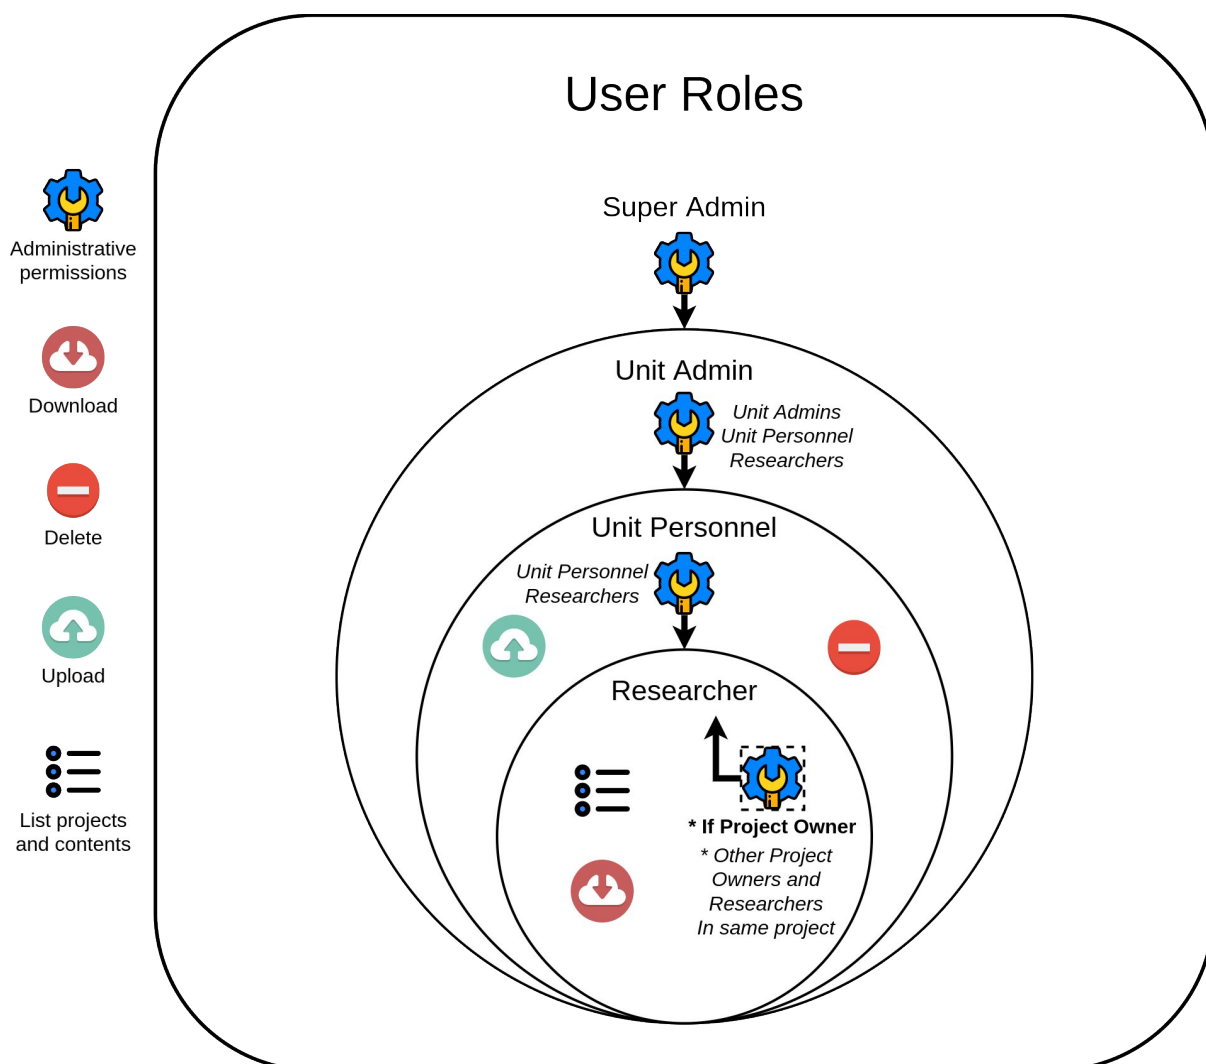 User Roles
Administrative
permissions
Download
Delete
Upload
List projects
and contents
Super Admin
Unit Admin
Unit Admins
Unit Personnel
Researchers
Unit Personnel
Unit Personnel
Researchers
Researcher
* If Project Owner
* Other Project
Owners and
Researchers
In same project